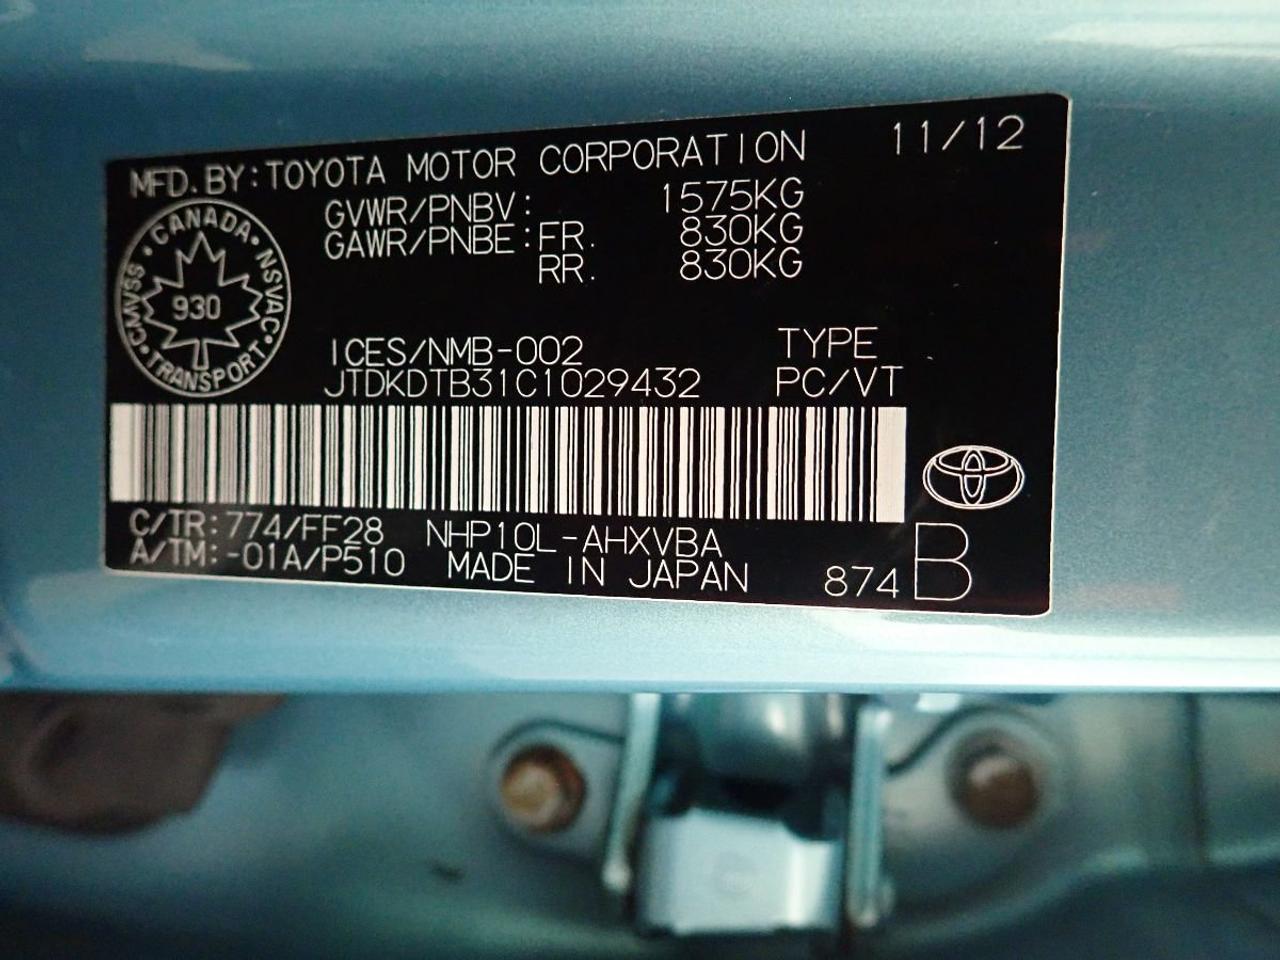 MFD. BY: TOYOTA MOTOR CORPORATION 11/12
GVWR/PNBV: 1575KG
GAWR/PNBE: FR. 830KG
RR. 830KG
CANADA · NSVAC · TRANSPORT · CMVSS ·
930
ICES/NMB-002 TYPE
JTDKDTB31C1029432 PC/VT
C/TR: 774/FF28 NHP10L-AHXVBA
A/TM: -01A/P510 MADE IN JAPAN 874 B